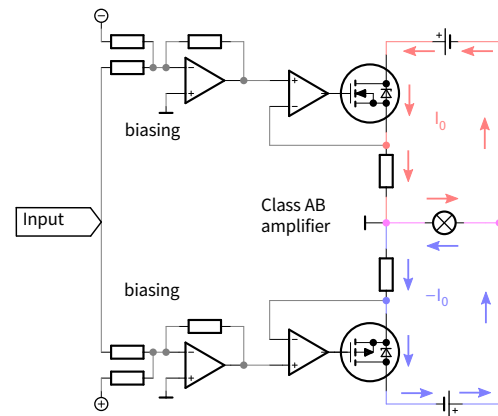 biasing
I₀
Input
Class AB
amplifier
biasing
−I₀